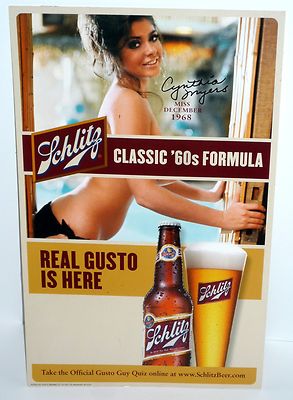 Cynthia
Myers
MISS
DECEMBER
1968
Schlitz
CLASSIC '60s FORMULA
REAL GUSTO
IS HERE
Schlitz
Schlitz
Take the Official Gusto Guy Quiz online at www.SchlitzBeer.com